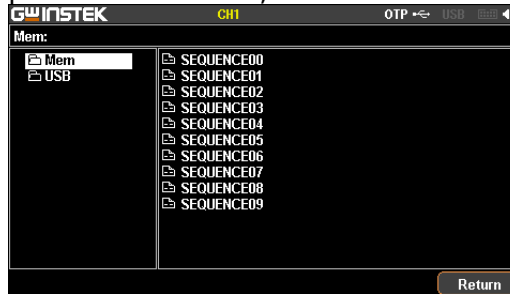 GWINSTEK CH1 OTP USB
Mem:
Mem
USB
SEQUENCE00
SEQUENCE01
SEQUENCE02
SEQUENCE03
SEQUENCE04
SEQUENCE05
SEQUENCE06
SEQUENCE07
SEQUENCE08
SEQUENCE09
Return